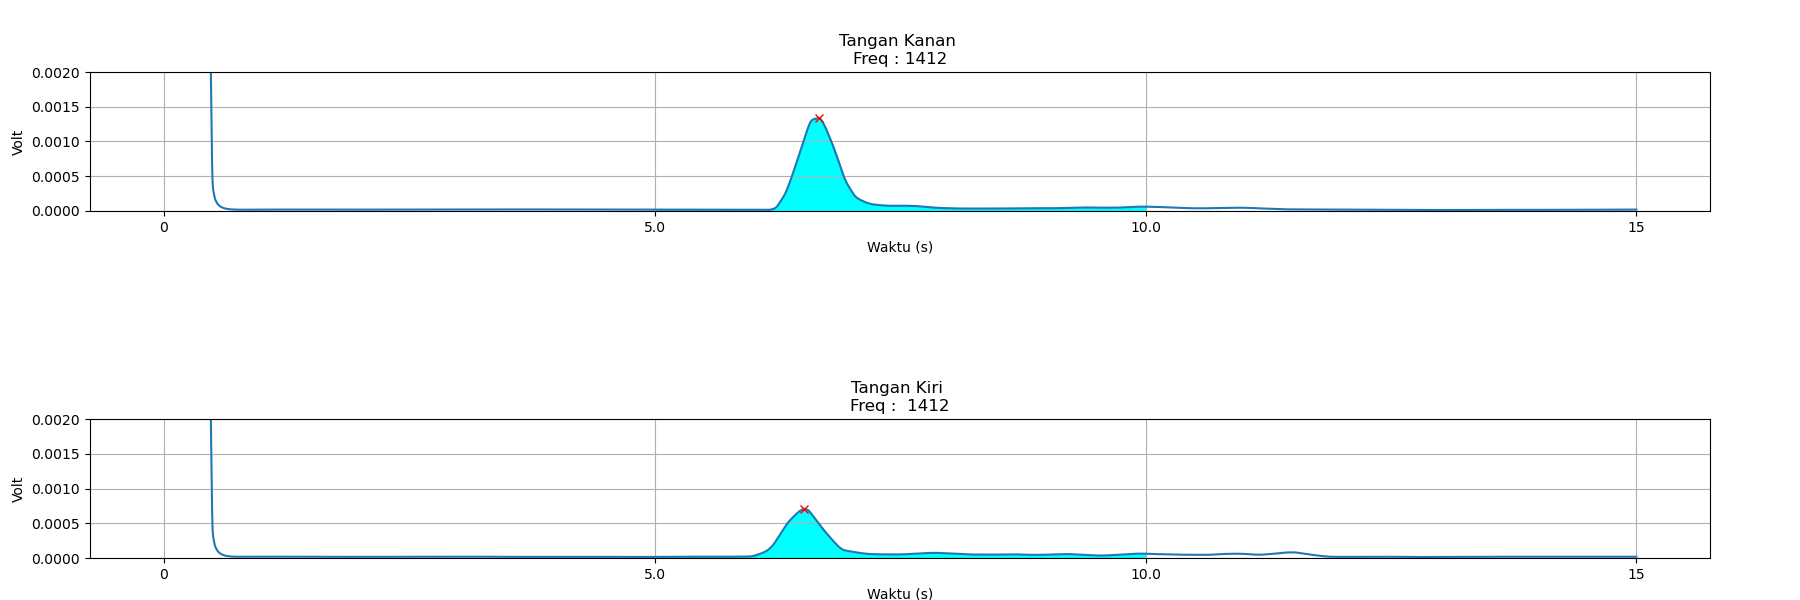 Tangan Kanan
Freq : 1412
0.0020
0.0015
0.0010
0.0005
0.0000
Volt
0 5.0 10.0 15
Waktu (s)
Tangan Kiri
Freq :  1412
0.0020
0.0015
0.0010
0.0005
0.0000
Volt
0 5.0 10.0 15
Waktu (s)